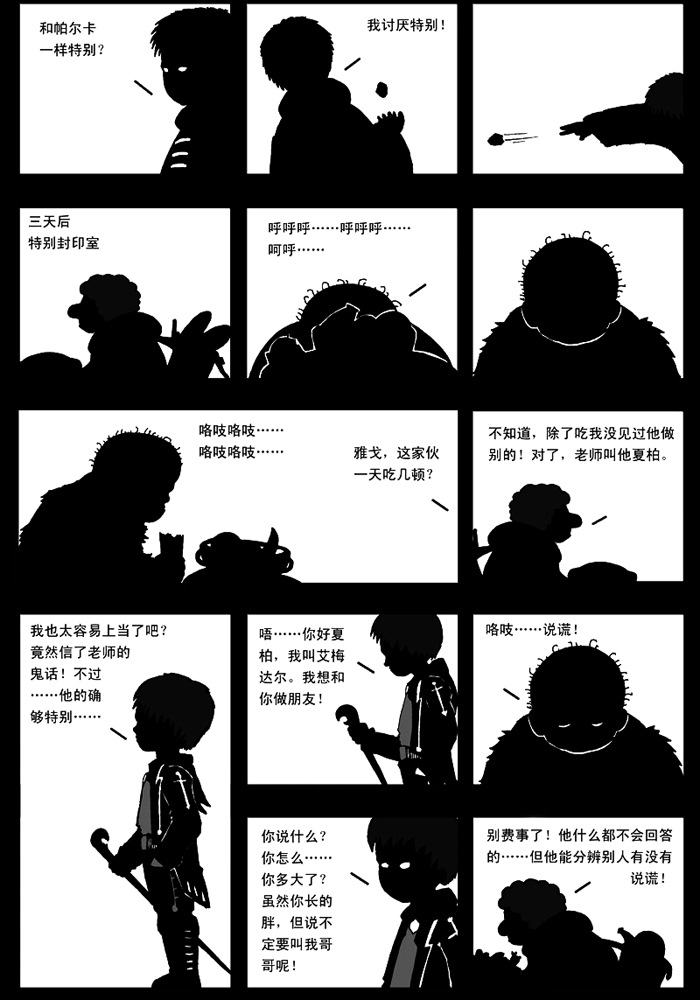 和帕尔卡
一样特别？
我讨厌特别！
三天后
特别封印室
呼呼呼……呼呼呼……
呵呼……
咯吱咯吱……
咯吱咯吱……
雅戈，这家伙
一天吃几顿？
不知道，除了吃我没见过他做
别的！对了，老师叫他夏柏。
我也太容易上当了吧？
竟然信了老师的
鬼话！不过
……他的确
够特别……
唔……你好夏
柏，我叫艾梅
达尔。我想和
你做朋友！
咯吱……说谎！
你说什么？
你怎么……
你多大了？
虽然你长的
胖，但说不
定要叫我哥
哥呢！
别费事了！他什么都不会回答
的……但他能分辨别人有没有
说谎！